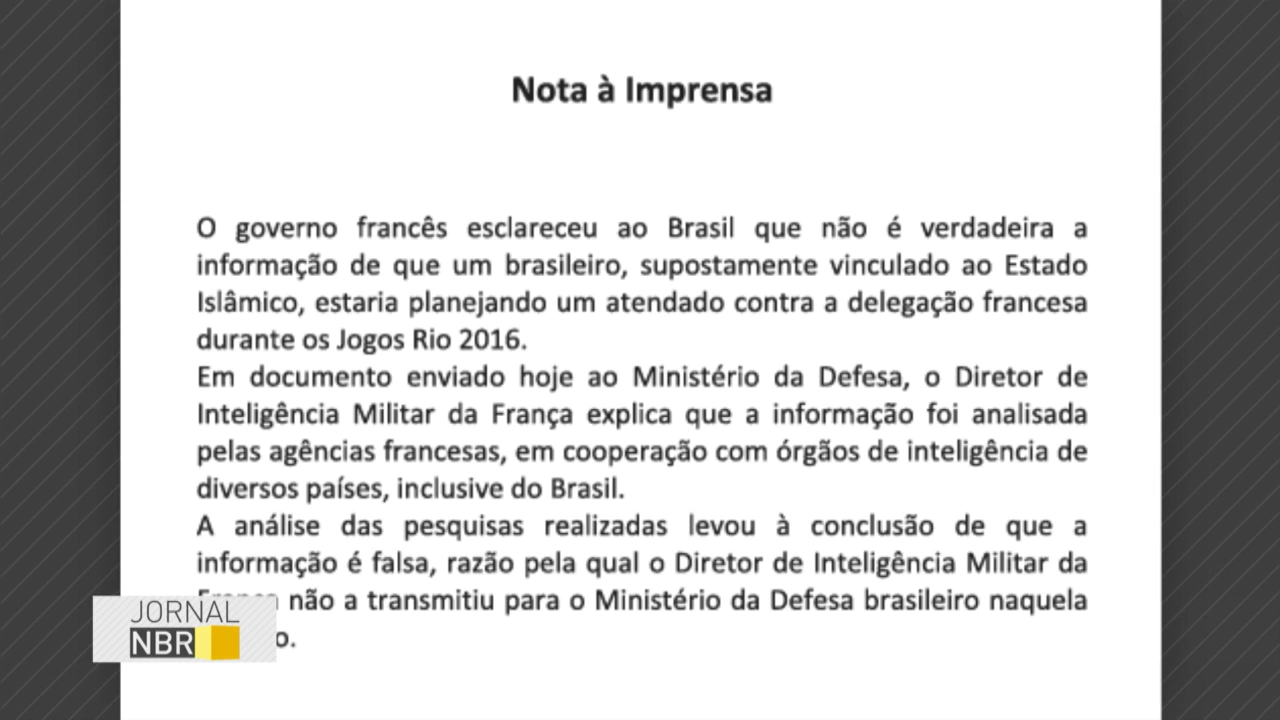 Nota à Imprensa
O governo francês esclareceu ao Brasil que não é verdadeira a
informação de que um brasileiro, supostamente vinculado ao Estado
Islâmico, estaria planejando um atendado contra a delegação francesa
durante os Jogos Rio 2016.
Em documento enviado hoje ao Ministério da Defesa, o Diretor de
Inteligência Militar da França explica que a informação foi analisada
pelas agências francesas, em cooperação com órgãos de inteligência de
diversos países, inclusive do Brasil.
A análise das pesquisas realizadas levou à conclusão de que a
informação é falsa, razão pela qual o Diretor de Inteligência Militar da
não a transmitiu para o Ministério da Defesa brasileiro naquela
o.
JORNAL
NBR